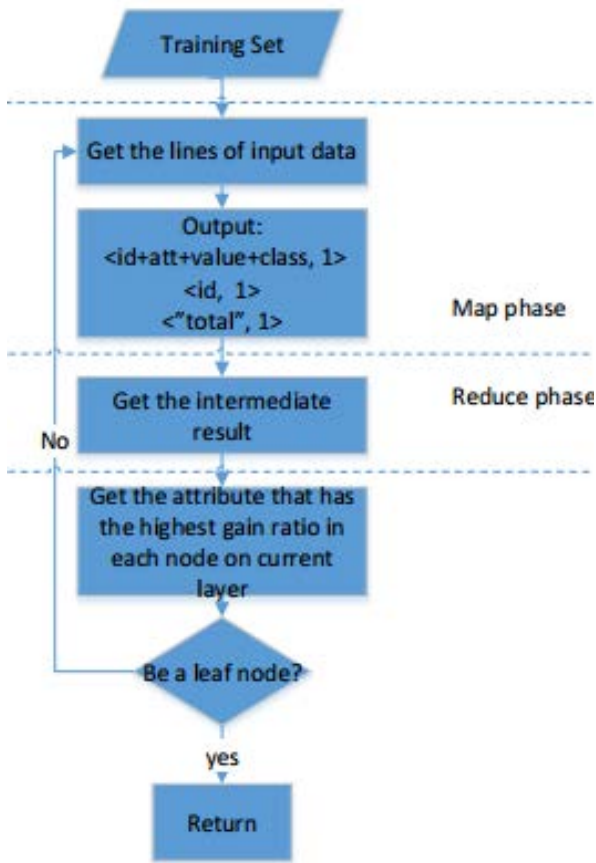 Training Set
Get the lines of input data
Output:
<id+att+value+class, 1>
<id, 1>
<"total", 1>
Map phase
Get the intermediate
result
Reduce phase
No
Get the attribute that has
the highest gain ratio in
each node on current
layer
Be a leaf node?
yes
Return